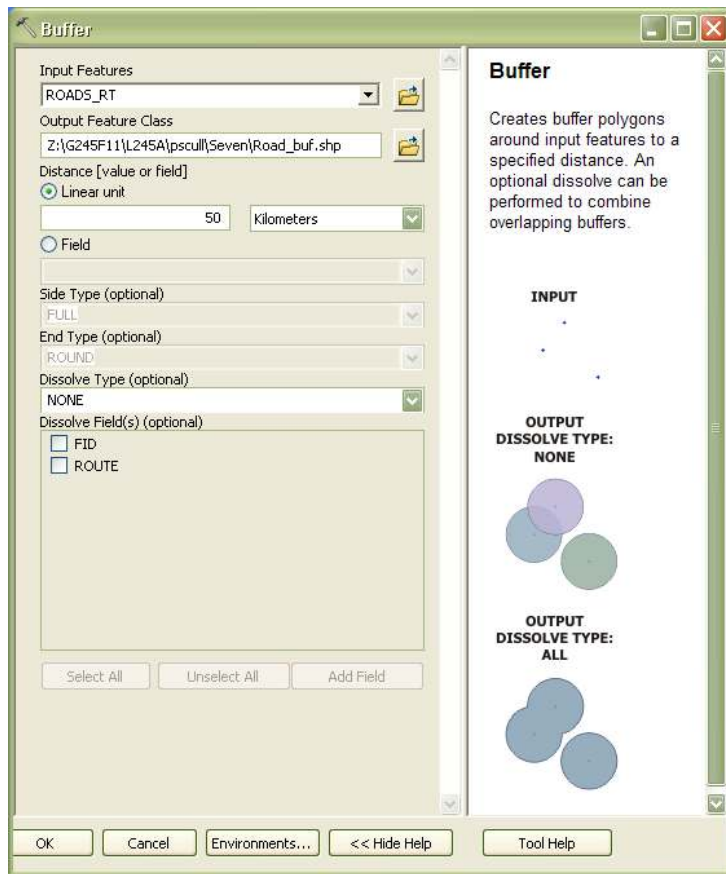 Buffer
Input Features
ROADS_RT
Output Feature Class
Z:\G245F11\L245A\pscull\Seven\Road_buf.shp
Distance [value or field]
Linear unit
50 Kilometers
Field
Side Type (optional)
FULL
End Type (optional)
ROUND
Dissolve Type (optional)
NONE
Dissolve Field(s) (optional)
FID
ROUTE
Select All Unselect All Add Field
Buffer
Creates buffer polygons
around input features to a
specified distance. An
optional dissolve can be
performed to combine
overlapping buffers.
INPUT
OUTPUT
DISSOLVE TYPE:
NONE
OUTPUT
DISSOLVE TYPE:
ALL
OK Cancel Environments... << Hide Help Tool Help